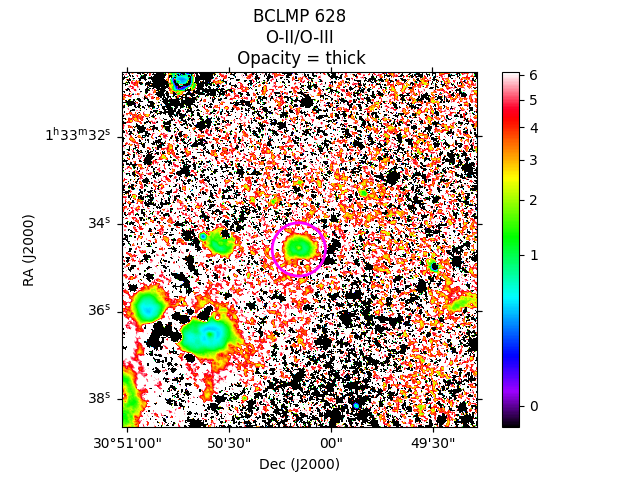 BCLMP 628
O-II/O-III
Opacity = thick
1ʰ33ᵐ32ˢ
34ˢ
36ˢ
38ˢ
RA (J2000)
30°51'00" 50'30" 00" 49'30"
Dec (J2000)
6
5
4
3
2
1
0